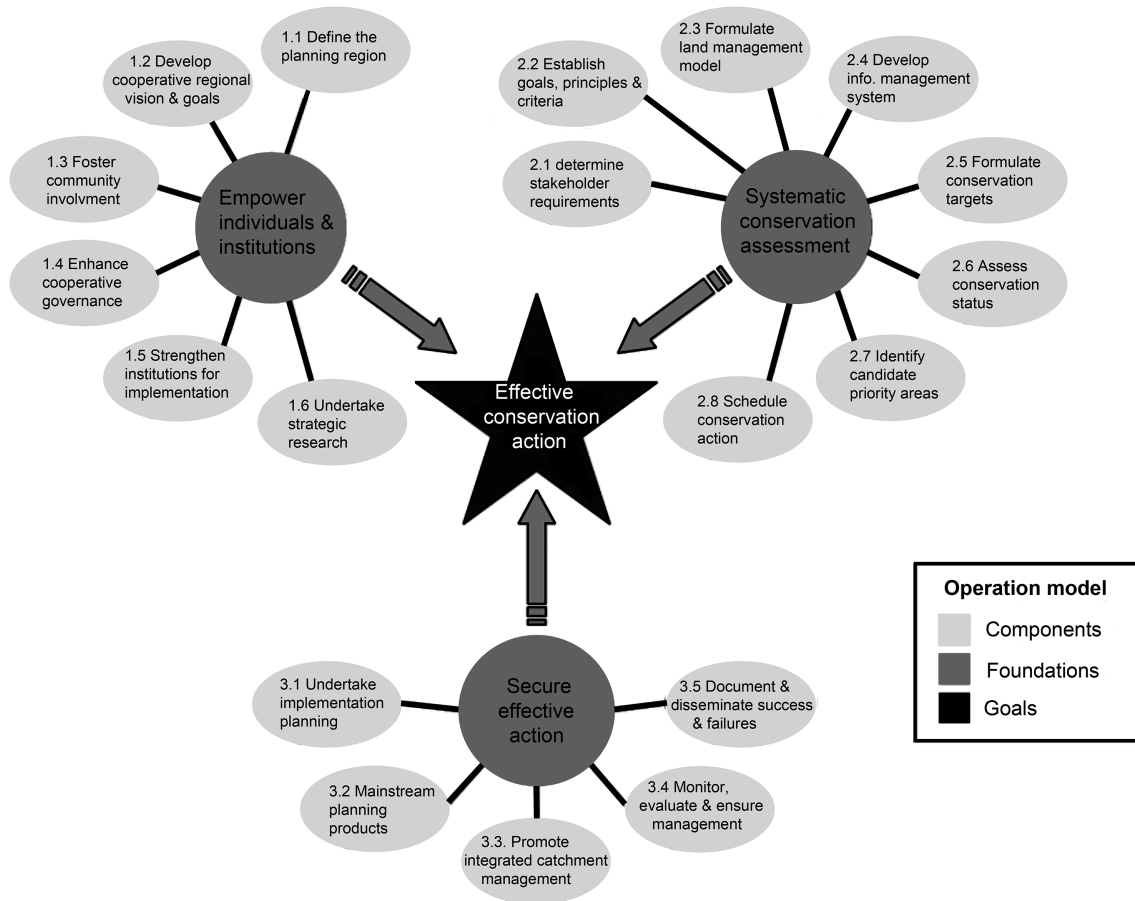 1.1 Define the
planning region
1.2 Develop
cooperative regional
vision & goals
1.3 Foster
community
involvment
1.4 Enhance
cooperative
governance
1.5 Strengthen
institutions for
implementation
1.6 Undertake
strategic
research
Empower
individuals &
institutions
2.1 determine
stakeholder
requirements
2.2 Establish
goals, principles &
criteria
2.3 Formulate
land management
model
2.4 Develop
info. management
system
2.5 Formulate
conservation
targets
2.6 Assess
conservation
status
2.7 Identify
candidate
priority areas
2.8 Schedule
conservation
action
Systematic
conservation
assessment
Effective
conservation
action
Secure
effective
action
3.1 Undertake
implementation
planning
3.2 Mainstream
planning
products
3.3. Promote
integrated catchment
management
3.4 Monitor,
evaluate & ensure
management
3.5 Document &
disseminate success
& failures
Operation model
Components
Foundations
Goals